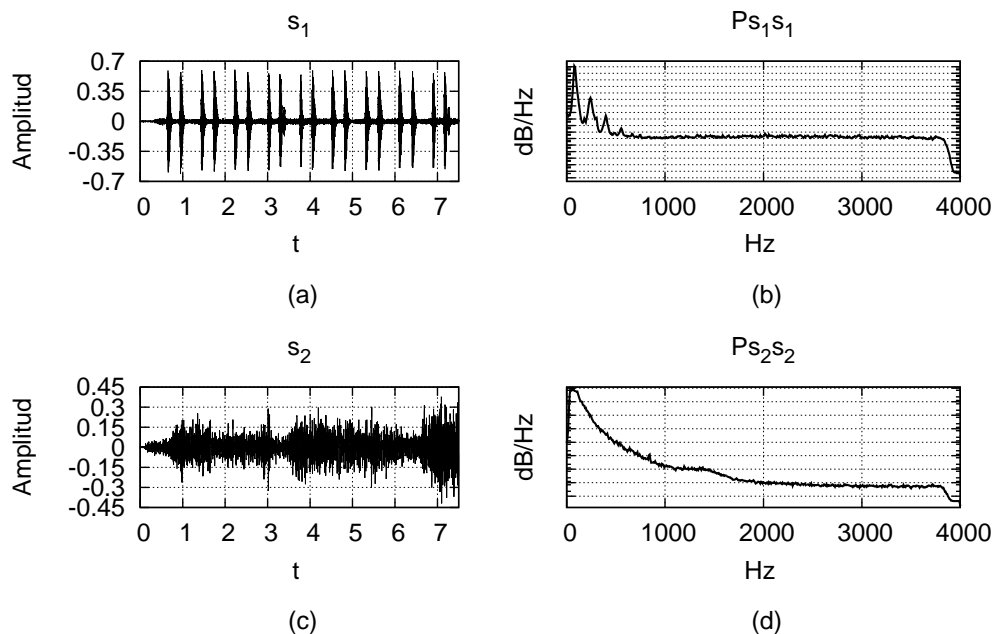 s1
Amplitud
0.7
0.35
0
-0.35
-0.7
0 1 2 3 4 5 6 7
t
(a)
Ps1s1
dB/Hz
0 1000 2000 3000 4000
Hz
(b)
s2
Amplitud
0.45
0.3
0.15
0
-0.15
-0.3
-0.45
0 1 2 3 4 5 6 7
t
(c)
Ps2s2
dB/Hz
0 1000 2000 3000 4000
Hz
(d)